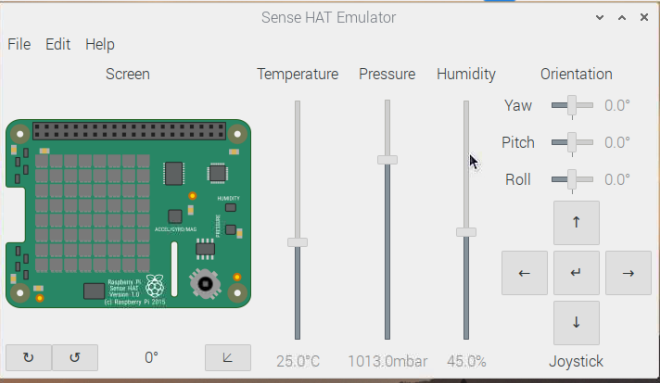 Sense HAT Emulator
File Edit Help
Screen
Temperature
Pressure
Humidity
Orientation
Yaw 0.0°
Pitch 0.0°
Roll 0.0°
HUMIDITY
PRESSURE
ACCEL/GYRO/MAG
Raspberry Pi
Sense HAT
Version 1.0
(c) Raspberry Pi 2015
↑
← ↵ →
↓
↻ ↺ 0°
25.0°C
1013.0mbar
45.0%
Joystick